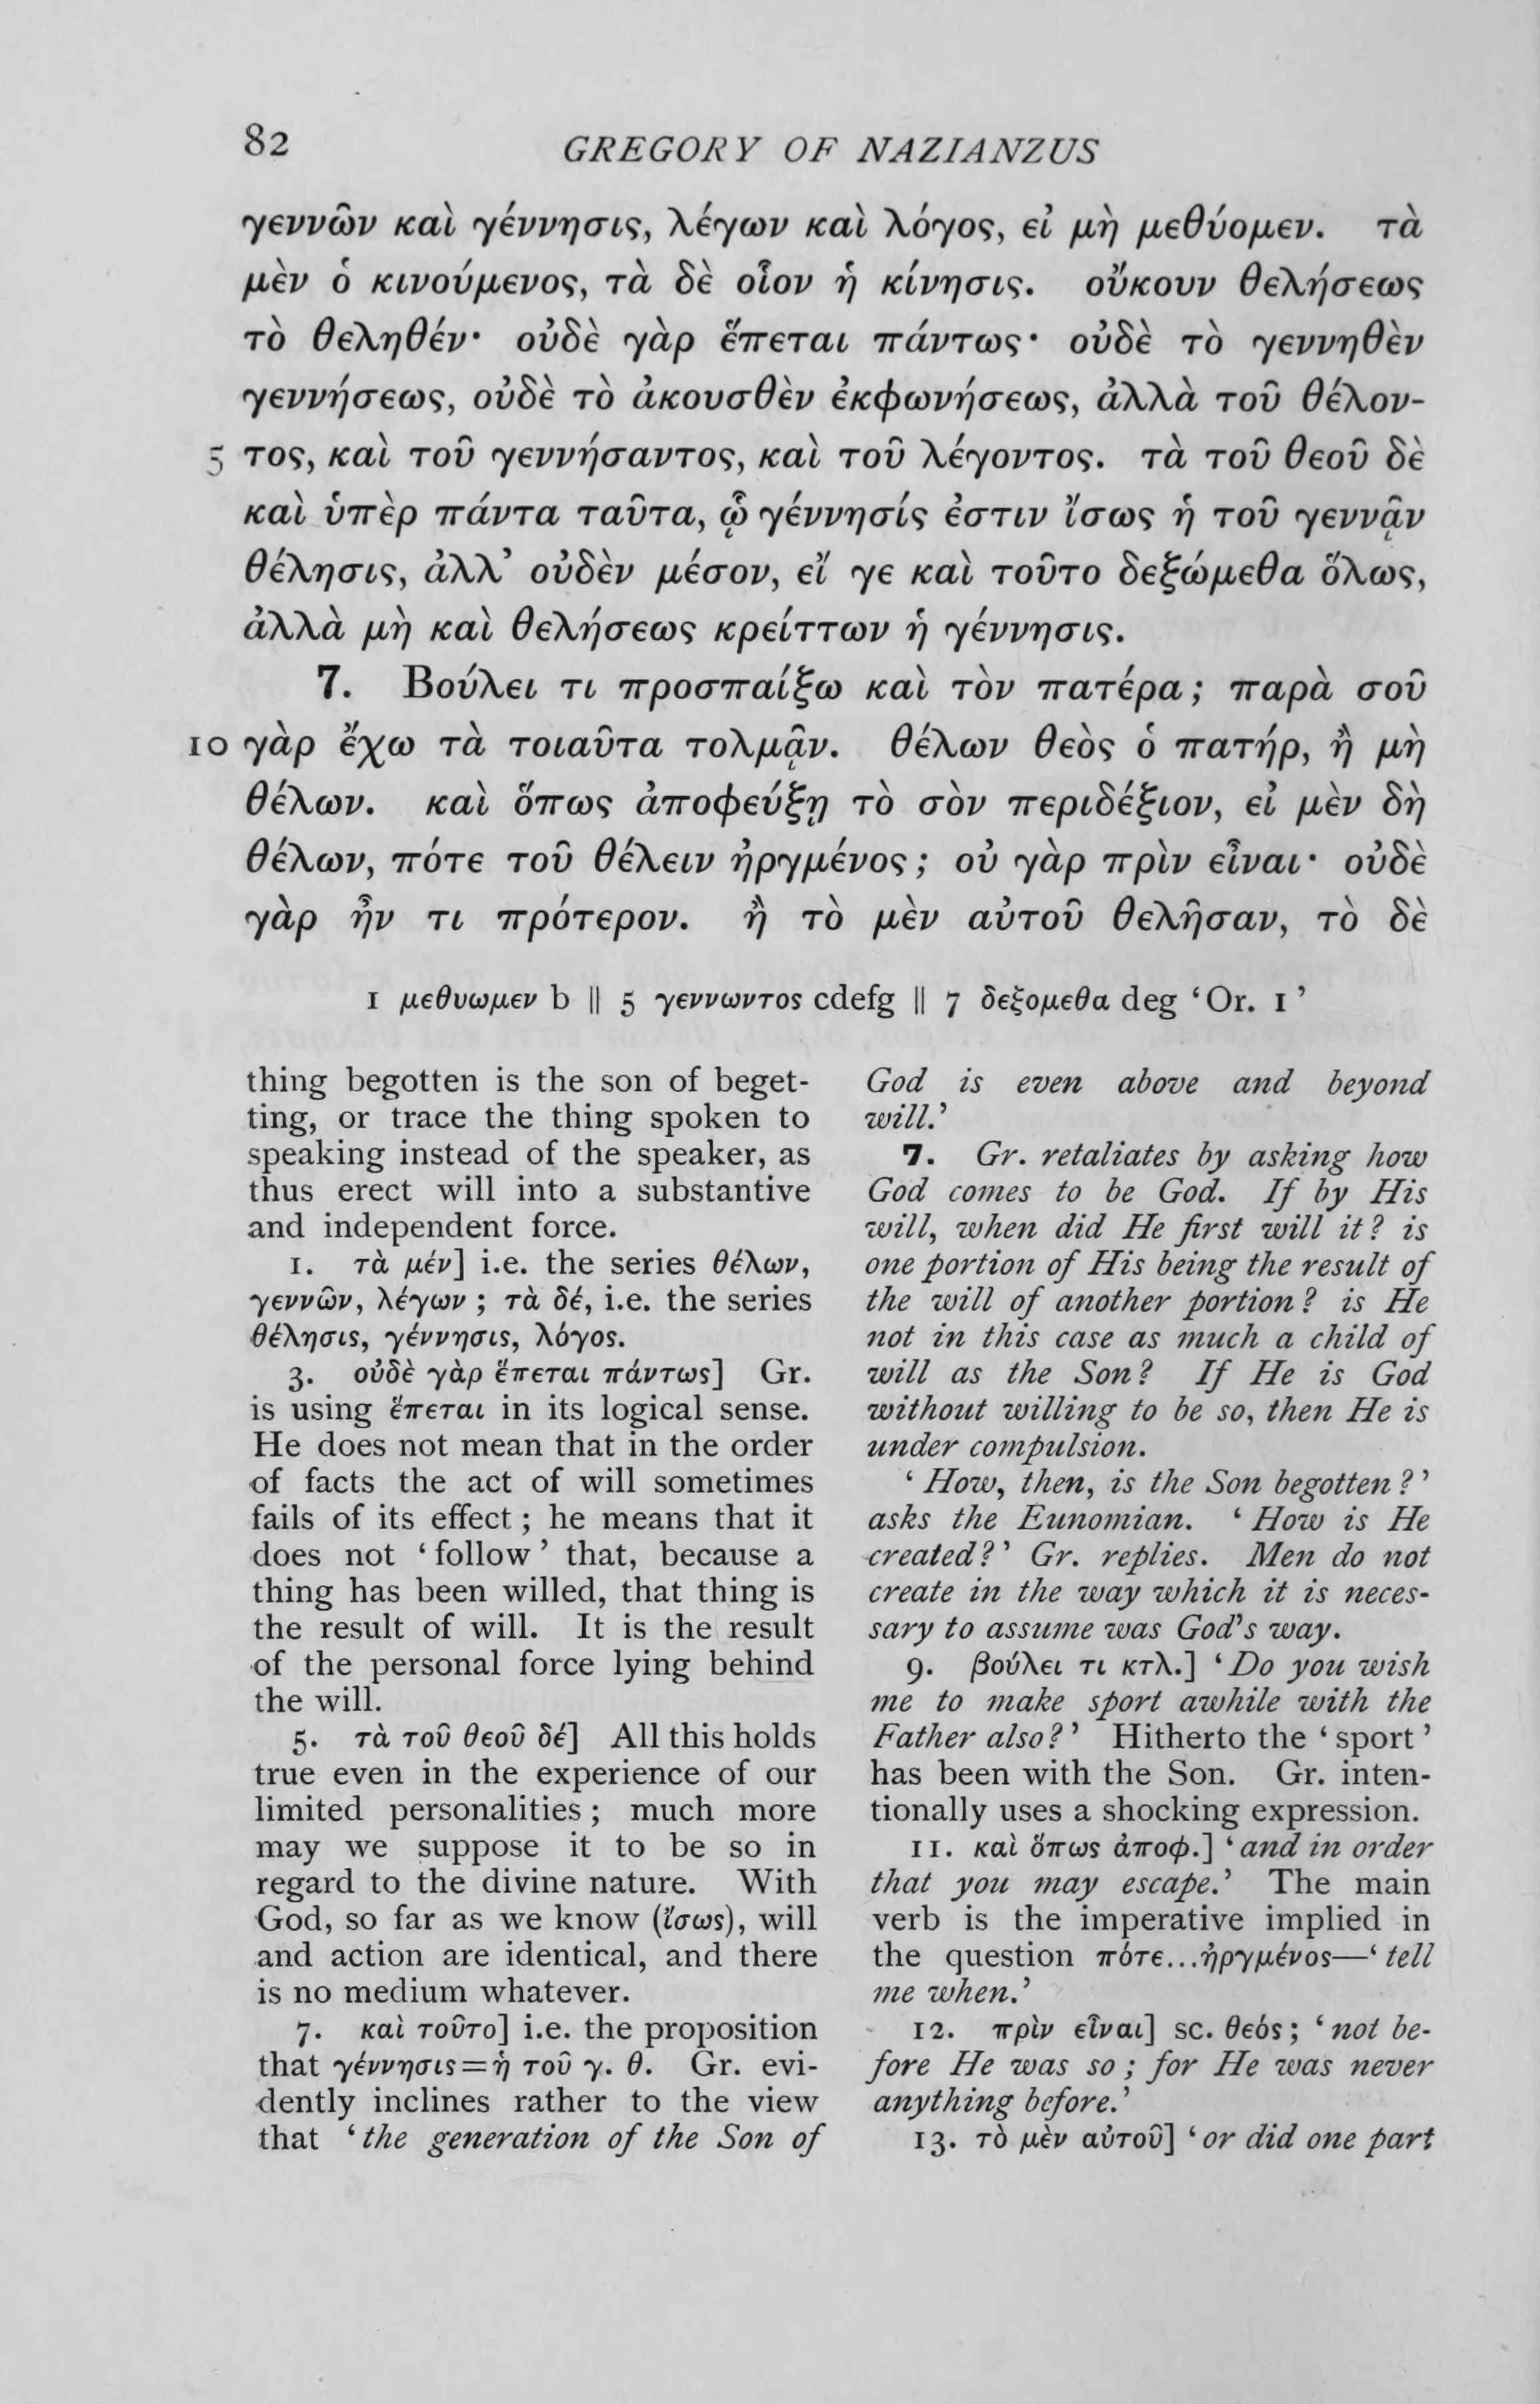 82 GREGORY OF NAZIANZUS
γεννῶν καὶ γέννησις, λέγων καὶ λόγος, εἰ μὴ μεθύομεν. τὰ
μὲν ὁ κινούμενος, τὰ δὲ οἷον ἡ κίνησις. οὔκουν θελήσεως
τὸ θεληθέν· οὐδὲ γὰρ ἕπεται πάντως· οὐδὲ τὸ γεννηθὲν
γεννήσεως, οὐδὲ τὸ ἀκουσθὲν ἐκφωνήσεως, ἀλλὰ τοῦ θέλον-
5 τος, καὶ τοῦ γεννήσαντος, καὶ τοῦ λέγοντος. τὰ τοῦ θεοῦ δὲ
καὶ ὑπὲρ πάντα ταῦτα, ᾧ γέννησίς ἐστιν ἴσως ἡ τοῦ γεννᾷν
θέλησις, ἀλλ’ οὐδὲν μέσον, εἴ γε καὶ τοῦτο δεξώμεθα ὅλως,
ἀλλὰ μὴ καὶ θελήσεως κρείττων ἡ γέννησις.
7. Βούλει τι προσπαίξω καὶ τὸν πατέρα; παρὰ σοῦ
10 γὰρ ἔχω τὰ τοιαῦτα τολμᾷν. θέλων θεὸς ὁ πατήρ, ἢ μὴ
θέλων. καὶ ὅπως ἀποφεύξῃ τὸ σὸν περιδέξιον, εἰ μὲν δὴ
θέλων, πότε τοῦ θέλειν ἠργμένος; οὐ γὰρ πρὶν εἶναι· οὐδὲ
γὰρ ἦν τι πρότερον. ἢ τὸ μὲν αὐτοῦ θελῆσαν, τὸ δὲ
1 μεθυωμεν b || 5 γεννωντος cdefg || 7 δεξομεθα deg ‘Or. 1’
thing begotten is the son of beget-
ting, or trace the thing spoken to
speaking instead of the speaker, as
thus erect will into a substantive
and independent force.
1. τὰ μέν] i.e. the series θέλων,
γεννῶν, λέγων; τὰ δέ, i.e. the series
θέλησις, γέννησις, λόγος.
3. οὐδὲ γὰρ ἕπεται πάντως] Gr.
is using ἕπεται in its logical sense.
He does not mean that in the order
of facts the act of will sometimes
fails of its effect; he means that it
does not ‘follow’ that, because a
thing has been willed, that thing is
the result of will. It is the result
of the personal force lying behind
the will.
5. τὰ τοῦ θεοῦ δέ] All this holds
true even in the experience of our
limited personalities; much more
may we suppose it to be so in
regard to the divine nature. With
God, so far as we know (ἴσως), will
and action are identical, and there
is no medium whatever.
7. καὶ τοῦτο] i.e. the proposition
that γέννησις=ἡ τοῦ γ. θ. Gr. evi-
dently inclines rather to the view
that ‘the generation of the Son of
God is even above and beyond
will.’
7. Gr. retaliates by asking how
God comes to be God. If by His
will, when did He first will it? is
one portion of His being the result of
the will of another portion? is He
not in this case as much a child of
will as the Son? If He is God
without willing to be so, then He is
under compulsion.
‘How, then, is the Son begotten?’
asks the Eunomian. ‘How is He
created?’ Gr. replies. Men do not
create in the way which it is neces-
sary to assume was God's way.
9. βούλει τι κτλ.] ‘Do you wish
me to make sport awhile with the
Father also?’ Hitherto the ‘sport’
has been with the Son. Gr. inten-
tionally uses a shocking expression.
11. καὶ ὅπως ἀποφ.] ‘and in order
that you may escape.’ The main
verb is the imperative implied in
the question πότε...ἠργμένος—‘tell
me when.’
12. πρὶν εἶναι] sc. θεός; ‘not be-
fore He was so; for He was never
anything before.’
13. τὸ μὲν αὐτοῦ] ‘or did one part